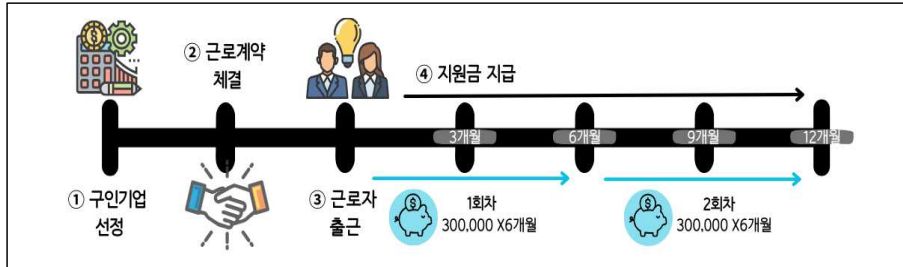 ② 근로계약
체결
④ 지원금 지급
3개월
6개월
9개월
12개월
① 구인기업
선정
③ 근로자
출근
1회차
300,000 X6개월
2회차
300,000 X6개월